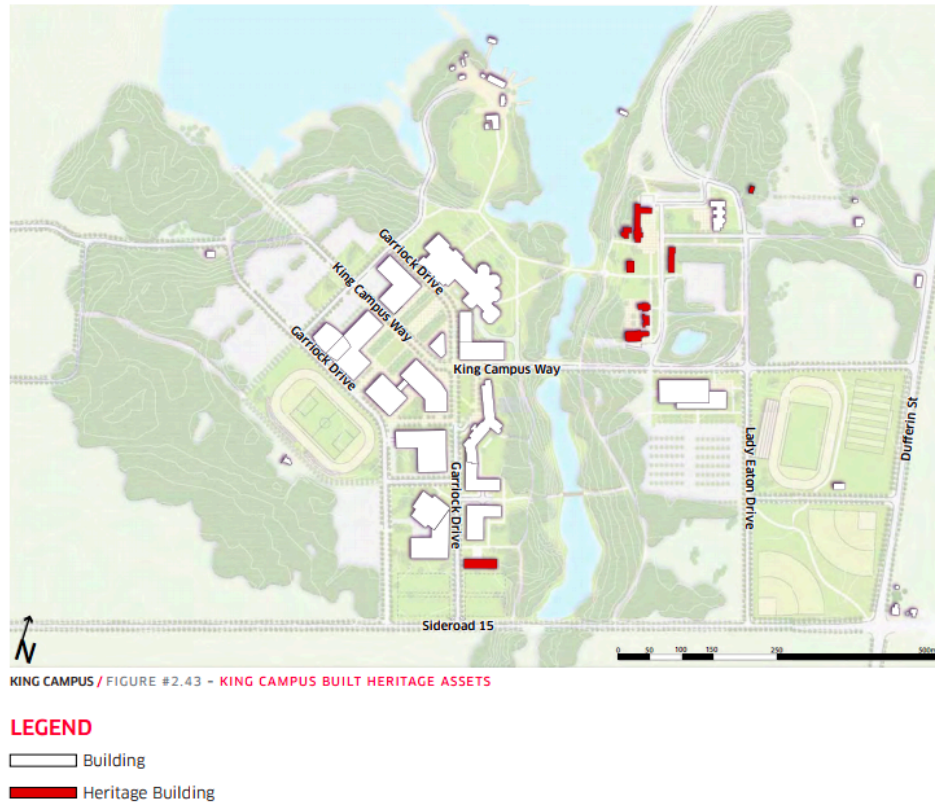 Garriock Drive
King Campus Way
Garriock Drive
King Campus Way
Dufferin St
Lady Eaton Drive
Garriock Drive
Sideroad 15
N
0 50 100 150 250 500m
KING CAMPUS / FIGURE #2.43 - KING CAMPUS BUILT HERITAGE ASSETS
LEGEND
Building
Heritage Building